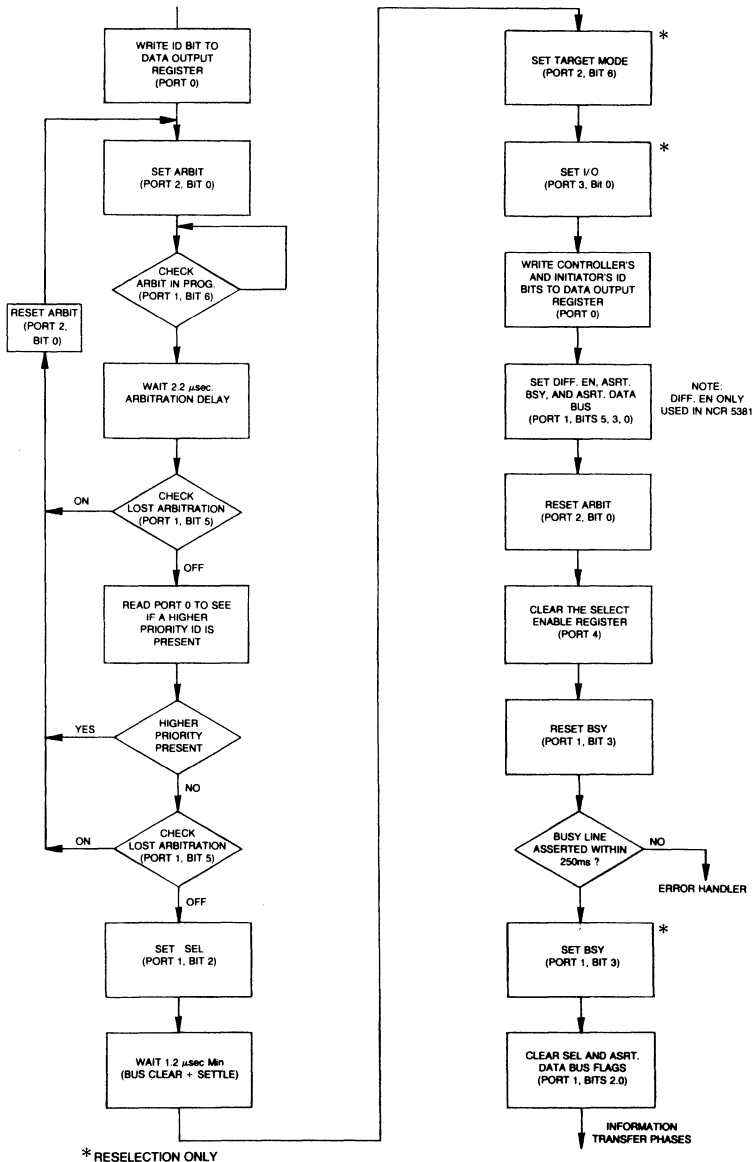 WRITE ID BIT TO
DATA OUTPUT
REGISTER
(PORT 0)
SET ARBIT
(PORT 2, BIT 0)
CHECK
ARBIT IN PROG.
(PORT 1, BIT 6)
RESET ARBIT
(PORT 2,
BIT 0)
WAIT 2.2 µsec.
ARBITRATION DELAY
CHECK
LOST ARBITRATION
(PORT 1, BIT 5)
ON
OFF
READ PORT 0 TO SEE
IF A HIGHER
PRIORITY ID IS
PRESENT
HIGHER
PRIORITY
PRESENT
YES
NO
CHECK
LOST ARBITRATION
(PORT 1, BIT 5)
ON
OFF
SET SEL
(PORT 1, BIT 2)
WAIT 1.2 µsec Min
(BUS CLEAR + SETTLE)
* RESELECTION ONLY
*
SET TARGET MODE
(PORT 2, BIT 6)
*
SET I/O
(PORT 3, Bit 0)
WRITE CONTROLLER'S
AND INITIATOR'S ID
BITS TO DATA OUTPUT
REGISTER
(PORT 0)
SET DIFF. EN, ASRT.
BSY, AND ASRT. DATA
BUS
(PORT 1, BITS 5, 3, 0)
NOTE:
DIFF. EN ONLY
USED IN NCR 5381
RESET ARBIT
(PORT 2, BIT 0)
CLEAR THE SELECT
ENABLE REGISTER
(PORT 4)
RESET BSY
(PORT 1, BIT 3)
BUSY LINE
ASSERTED WITHIN
250ms ?
NO
ERROR HANDLER
*
SET BSY
(PORT 1, BIT 3)
CLEAR SEL AND ASRT.
DATA BUS FLAGS
(PORT 1, BITS 2.0)
INFORMATION
TRANSFER PHASES